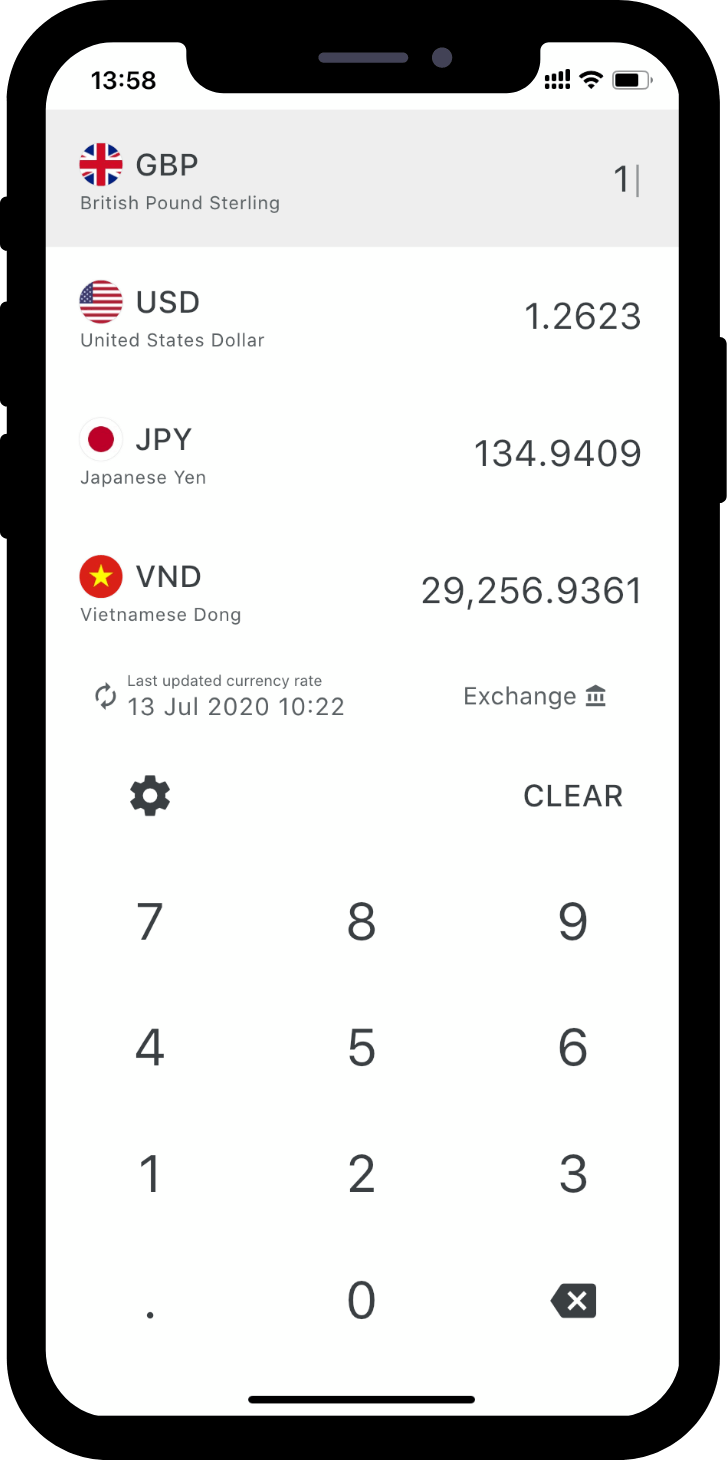 13:58
GBP
British Pound Sterling
1
USD
United States Dollar
1.2623
JPY
Japanese Yen
134.9409
VND
Vietnamese Dong
29,256.9361
Last updated currency rate
13 Jul 2020 10:22
Exchange
CLEAR
7 8 9
4 5 6
1 2 3
. 0